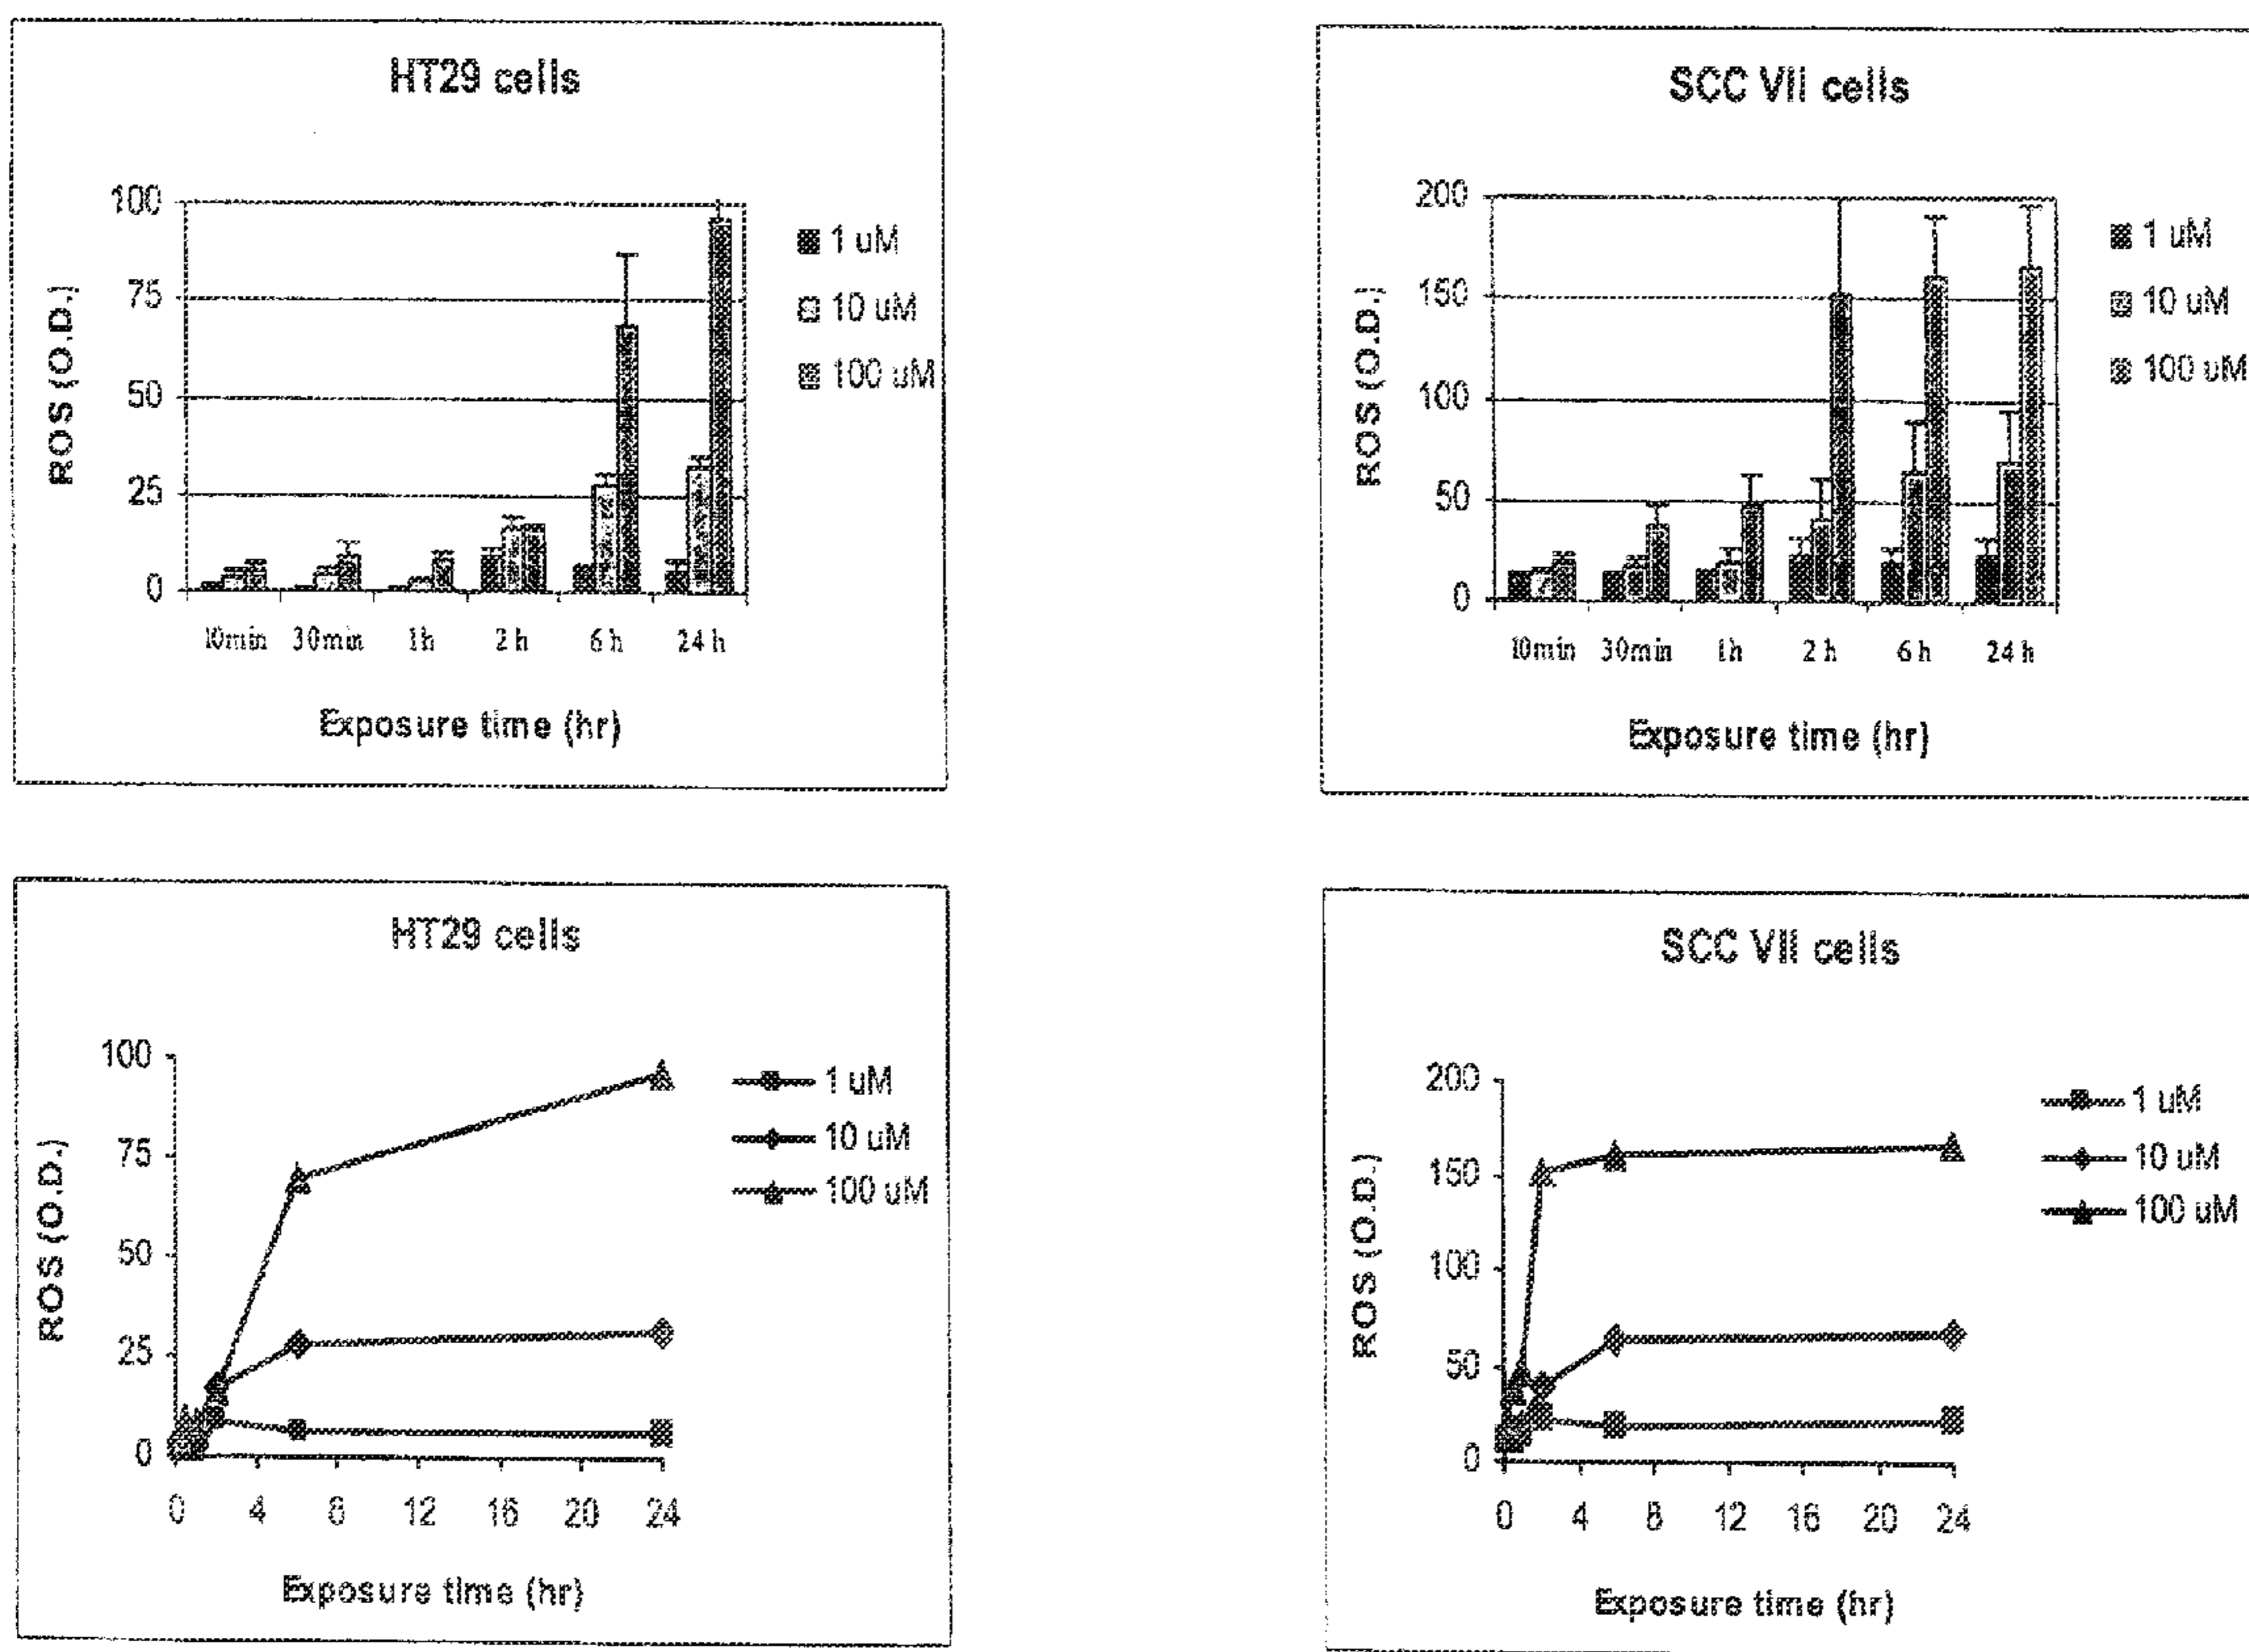 HT29 cells
100
75
50
25
0
ROS (O.D.)
1 uM
10 uM
100 uM
10min 30min 1h 2 h 6 h 24 h
Exposure time (hr)
SCC VII cells
200
150
100
50
0
ROS (O.D.)
1 uM
10 uM
100 uM
10min 30min 1h 2 h 6 h 24 h
Exposure time (hr)
HT29 cells
100
75
50
25
0
ROS (O.D.)
1 uM
10 uM
100 uM
0 4 8 12 16 20 24
Exposure time (hr)
SCC VII cells
200
150
100
50
0
ROS (O.D.)
1 uM
10 uM
100 uM
0 4 8 12 16 20 24
Exposure time (hr)